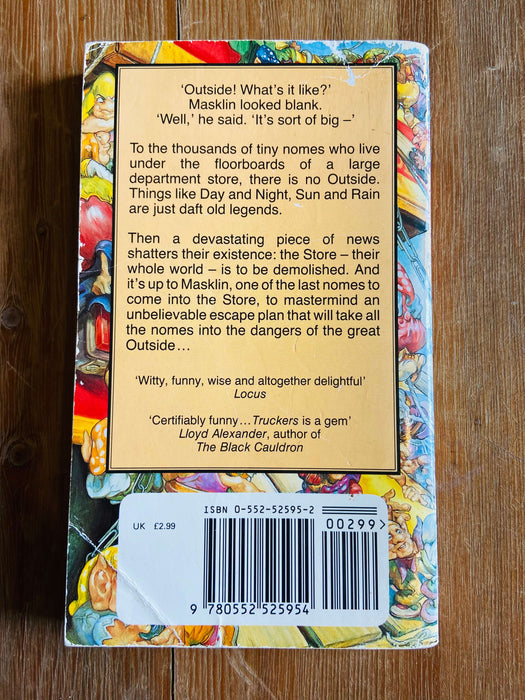 ‘Outside! What’s it like?’
Masklin looked blank.
‘Well,’ he said. ‘It’s sort of big –’
To the thousands of tiny nomes who live
under the floorboards of a large
department store, there is no Outside.
Things like Day and Night, Sun and Rain
are just daft old legends.
Then a devastating piece of news
shatters their existence: the Store – their
whole world – is to be demolished. And
it’s up to Masklin, one of the last nomes to
come into the Store, to mastermind an
unbelievable escape plan that will take all
the nomes into the dangers of the great
Outside…
‘Witty, funny, wise and altogether delightful’
Locus
‘Certifiably funny…Truckers is a gem’
Lloyd Alexander, author of
The Black Cauldron
ISBN 0-552-52595-2
UK £2.99
00299>
9 780552 525954